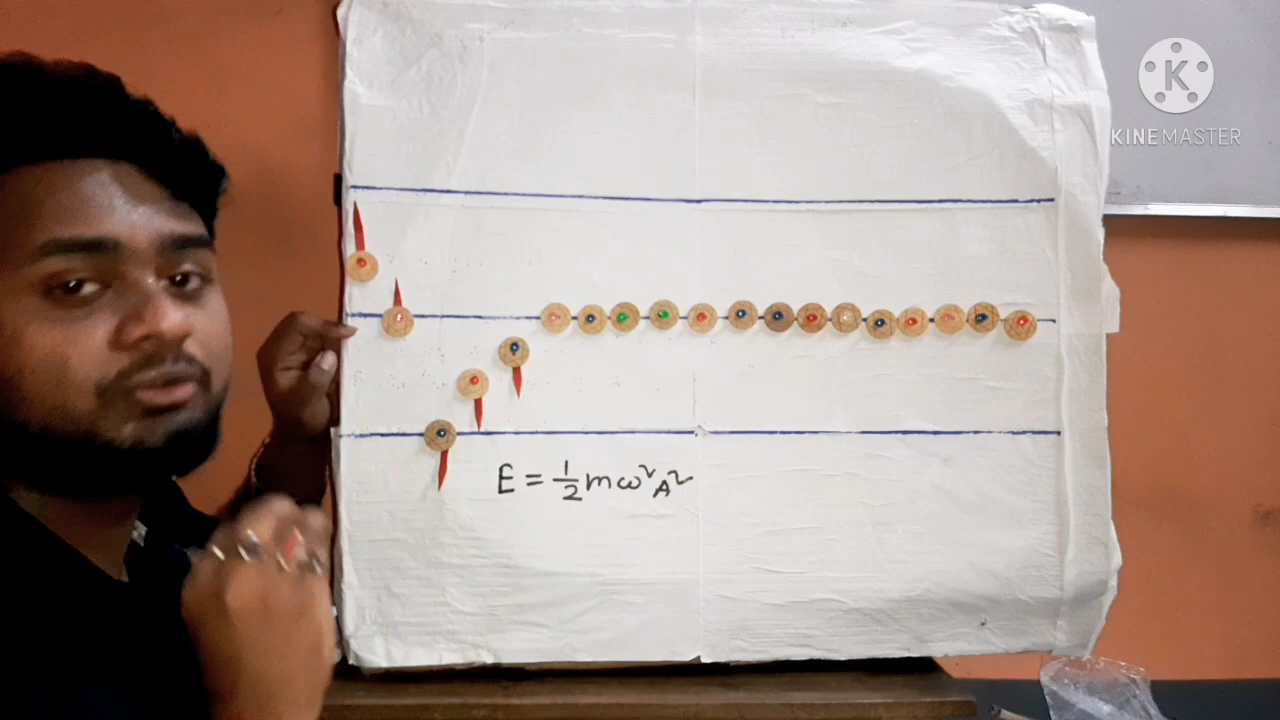 K
KINEMASTER
E = ½mω²A²